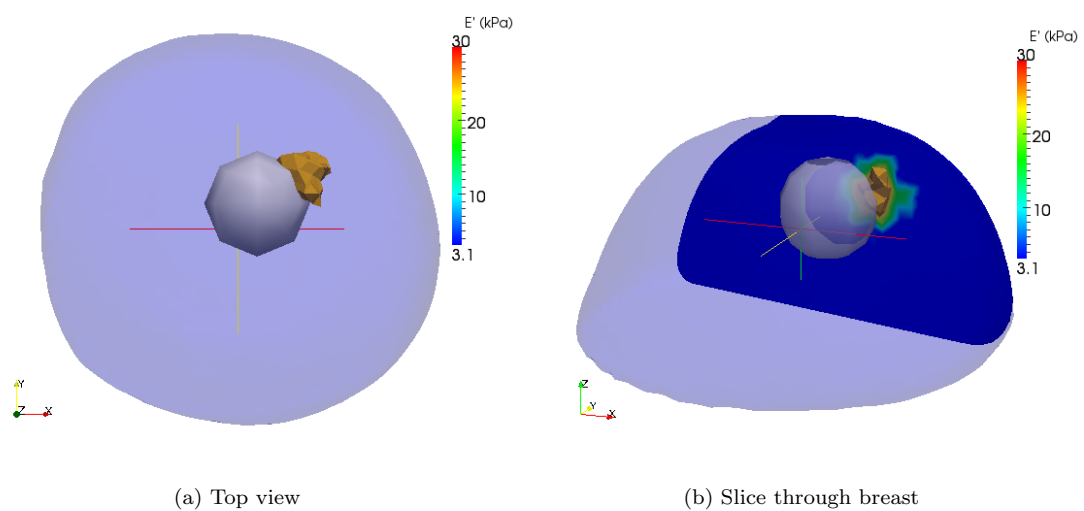 E' (kPa)
30
20
10
3.1
Y
Z
X
(a) Top view
E' (kPa)
30
20
10
3.1
Z
Y
X
(b) Slice through breast